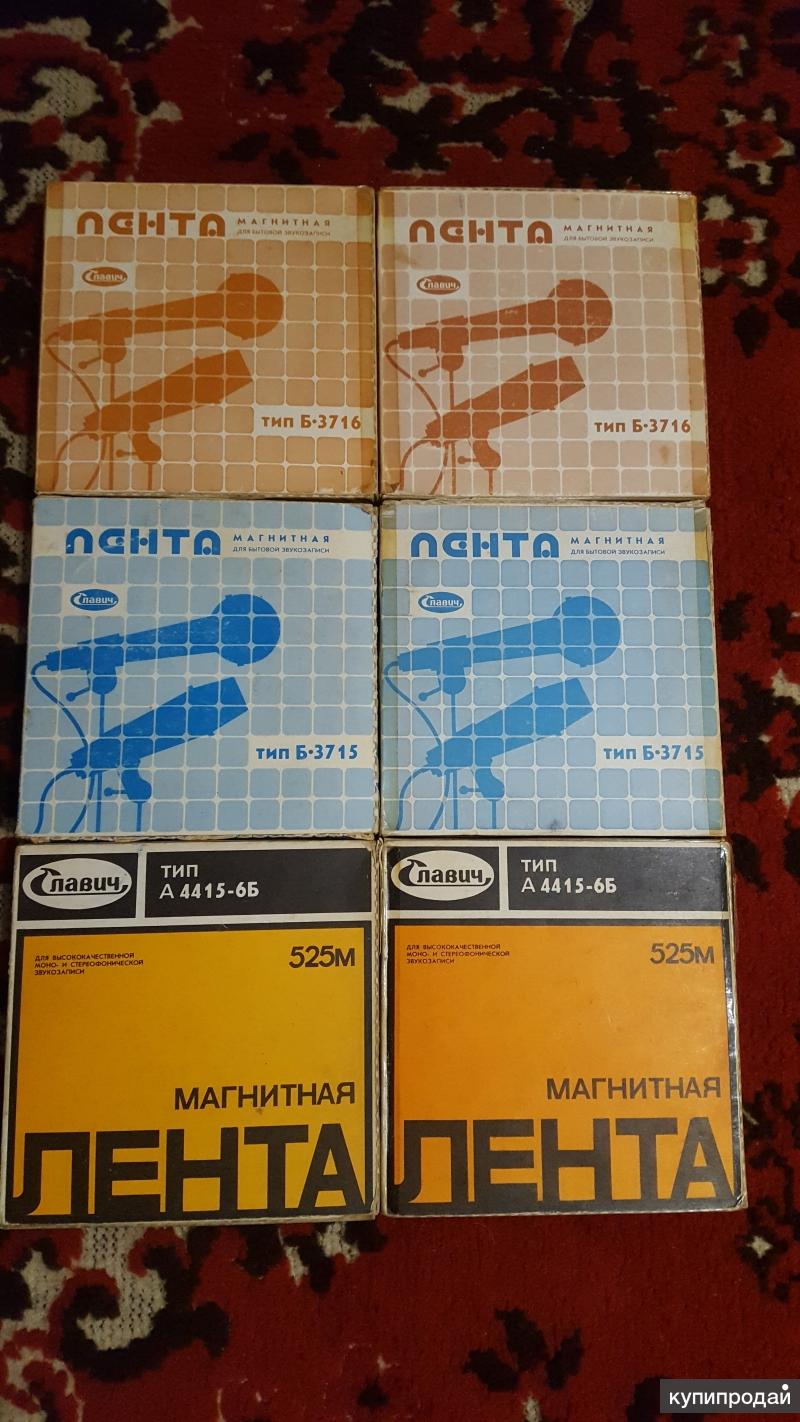 ЛЕНТА МАГНИТНАЯ
ДЛЯ БЫТОВОЙ ЗВУКОЗАПИСИ
Славич
ТИП Б-3716
ЛЕНТА МАГНИТНАЯ
ДЛЯ БЫТОВОЙ ЗВУКОЗАПИСИ
Славич
ТИП Б-3716
ЛЕНТА МАГНИТНАЯ
ДЛЯ БЫТОВОЙ ЗВУКОЗАПИСИ
Славич
ТИП Б-3715
ЛЕНТА МАГНИТНАЯ
ДЛЯ БЫТОВОЙ ЗВУКОЗАПИСИ
Славич
ТИП Б-3715
Славич
ТИП
А 4415-6Б
ДЛЯ ВЫСОКОКАЧЕСТВЕННОЙ
МОНО- И СТЕРЕОФОНИЧЕСКОЙ
ЗВУКОЗАПИСИ
525М
МАГНИТНАЯ
ЛЕНТА
Славич
ТИП
А 4415-6Б
ДЛЯ ВЫСОКОКАЧЕСТВЕННОЙ
МОНО- И СТЕРЕОФОНИЧЕСКОЙ
ЗВУКОЗАПИСИ
525М
МАГНИТНАЯ
ЛЕНТА
купипродай